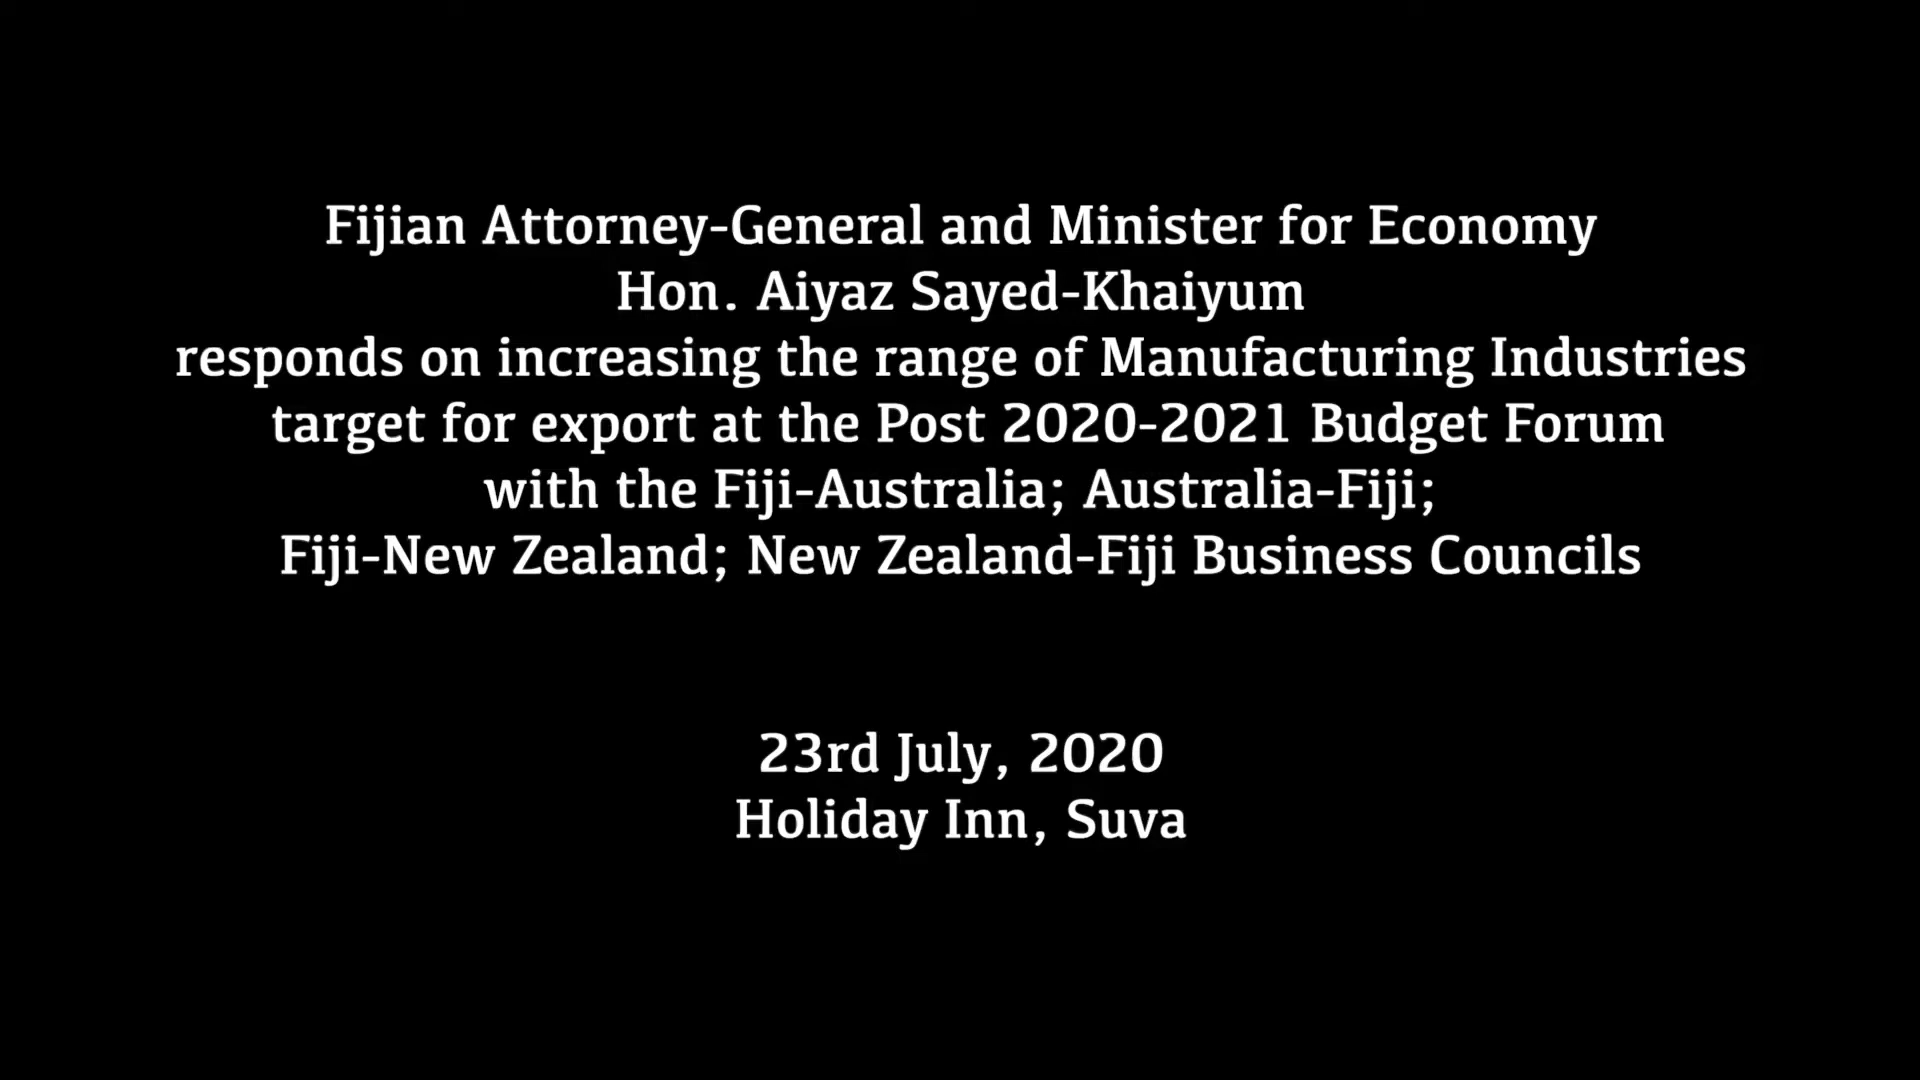 Fijian Attorney-General and Minister for Economy
Hon. Aiyaz Sayed-Khaiyum
responds on increasing the range of Manufacturing Industries
target for export at the Post 2020-2021 Budget Forum
with the Fiji-Australia; Australia-Fiji;
Fiji-New Zealand; New Zealand-Fiji Business Councils
23rd July, 2020
Holiday Inn, Suva